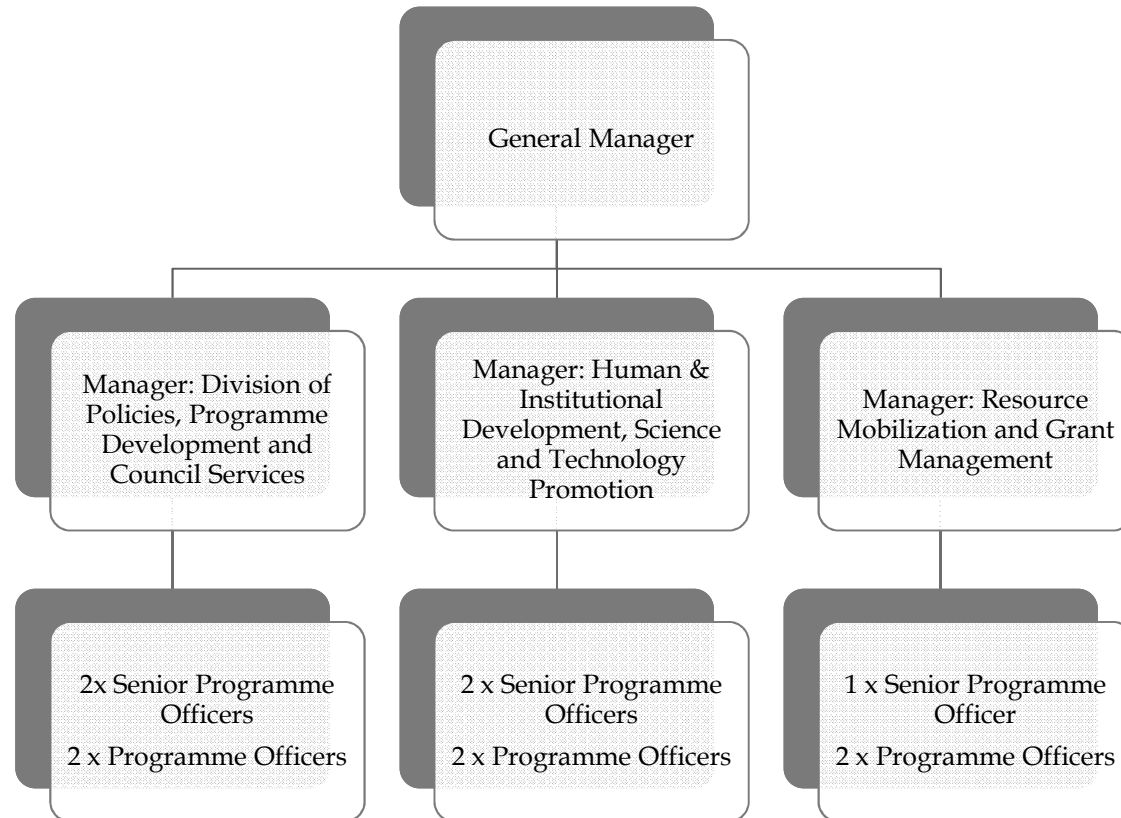 General Manager
Manager: Division of
Policies, Programme
Development and
Council Services
Manager: Human &
Institutional
Development, Science
and Technology
Promotion
Manager: Resource
Mobilization and Grant
Management
2x Senior Programme
Officers
2 x Programme Officers
2 x Senior Programme
Officers
2 x Programme Officers
1 x Senior Programme
Officer
2 x Programme Officers